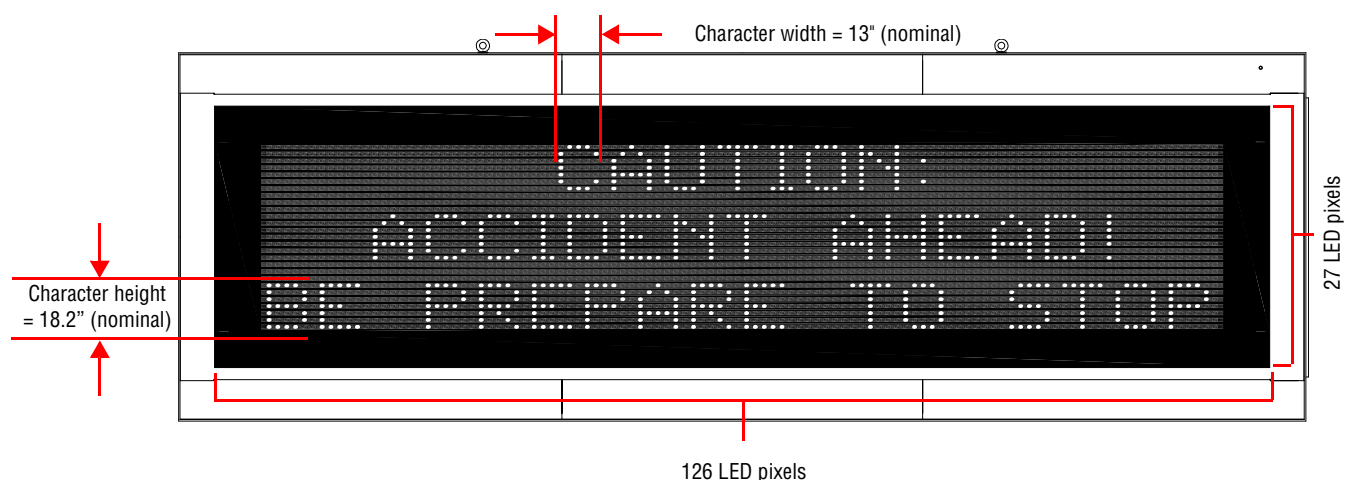 Character width = 13" (nominal)
CAUTION:
ACCIDENT AHEAD!
BE PREPARE TO STOP
Character height
= 18.2” (nominal)
27 LED pixels
126 LED pixels